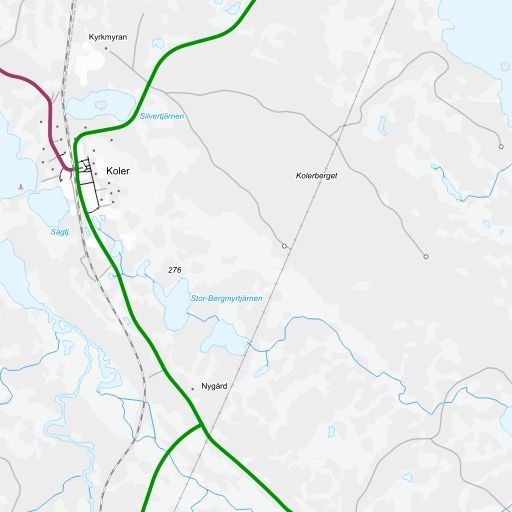 Kyrkmyran
Silvertjärnen
Koler
Kolerberget
Sågtj.
276
Stor-Bergmyrtjärnen
Nygård